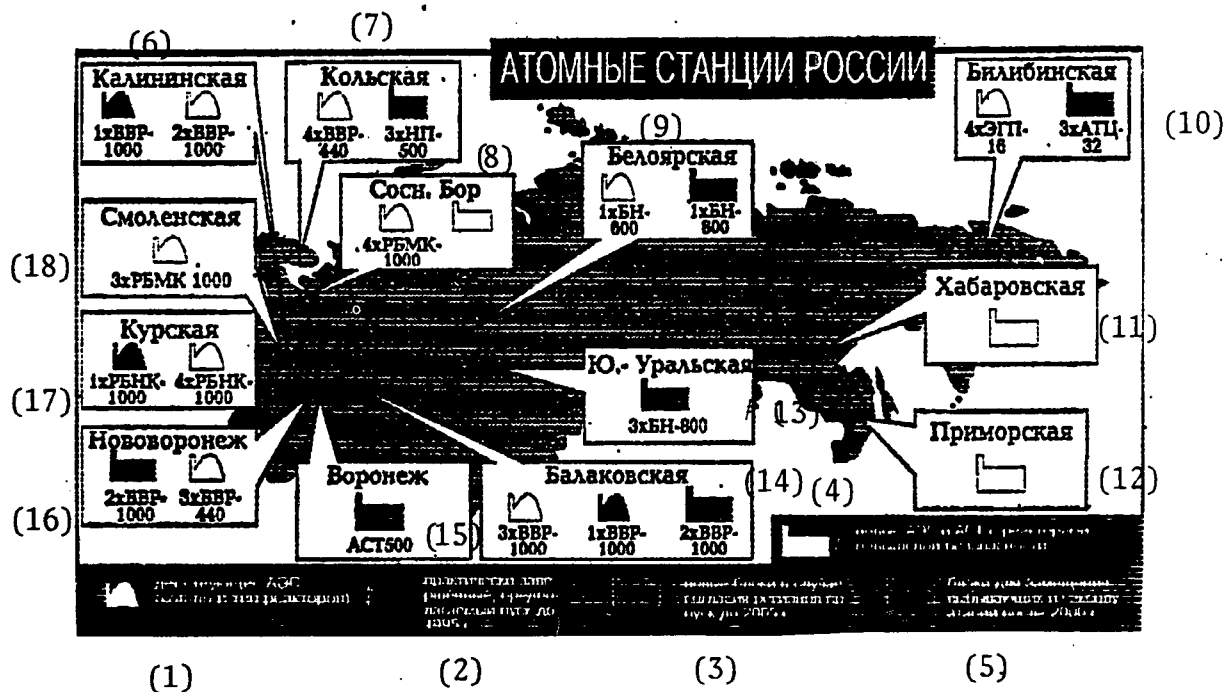 (7)
(6)
АТОМНЫЕ СТАНЦИИ РОССИИ
Калининская
1хВВР-
1000
2хВВР-
1000
Кольская
4хВВР-
440
3хНП-
500
Билибинская
4хЭГП-
16
3хАТЦ-
32
(10)
(9)
Белоярская
1хБН-
600
1хБН-
800
(8)
Сосн. Бор
4хРБМК-
1000
Смоленская
3хРБМК 1000
(18)
Хабаровская
(11)
Курская
1хРБНК-
1000
4хРБНК-
1000
(17)
Ю.- Уральская
3хБН-800
(13)
Нововоронеж
2хВВР-
1000
3хВВР-
440
(16)
Воронеж
АСТ500
(15)
Балаковская
3хВВР-
1000
1хВВР-
1000
2хВВР-
1000
(14)
(4)
Приморская
(12)
действующие АЭС
(1)
(2)
(3)
(5)